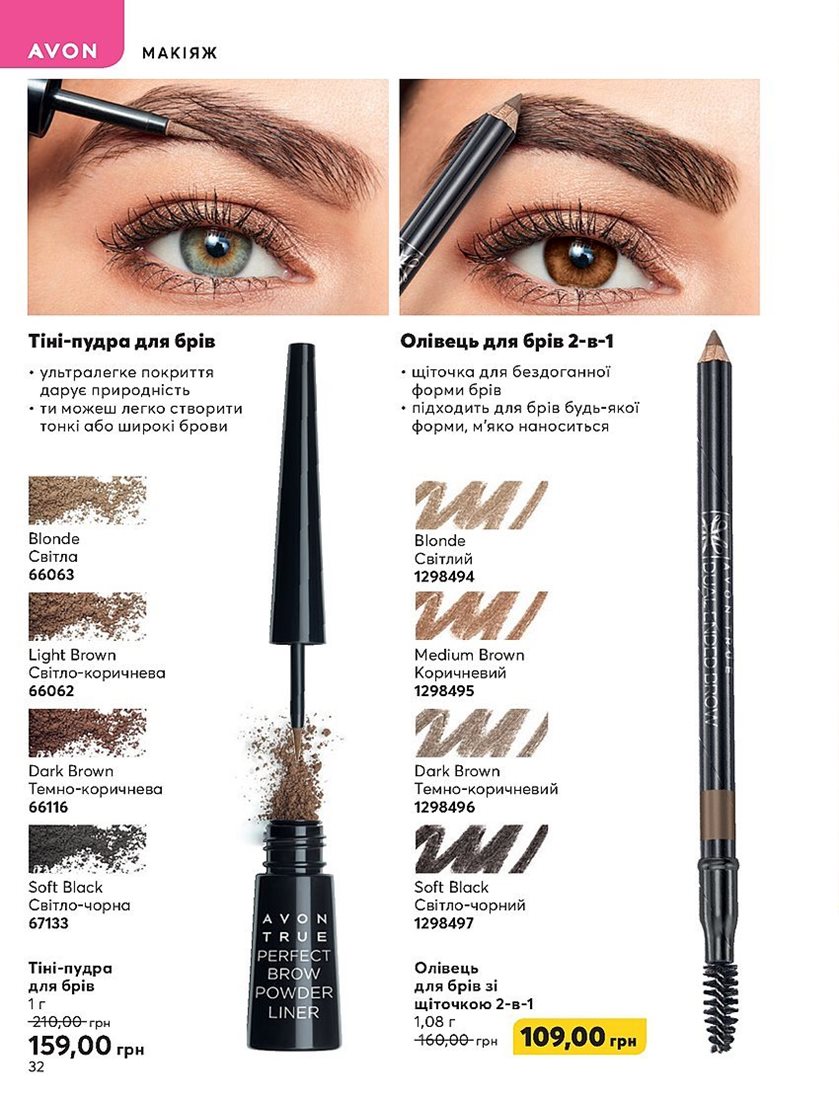 AVON
МАКІЯЖ
Тіні-пудра для брів
• ультралегке покриття
дарує природність
• ти можеш легко створити
тонкі або широкі брови
Blonde
Світла
66063
Light Brown
Світло-коричнева
66062
Dark Brown
Темно-коричнева
66116
Soft Black
Світло-чорна
67133
Тіні-пудра
для брів
1 г
210,00 грн
159,00 грн
32
AVON
TRUE
PERFECT
BROW
POWDER
LINER
Олівець для брів 2-в-1
• щіточка для бездоганної
форми брів
• підходить для брів будь-якої
форми, м'яко наноситься
Blonde
Світлий
1298494
Medium Brown
Коричневий
1298495
Dark Brown
Темно-коричневий
1298496
Soft Black
Світло-чорний
1298497
Олівець
для брів зі
щіточкою 2-в-1
1,08 г
160,00 грн
109,00 грн
AVON TRUE
DUAL ENDED BROW